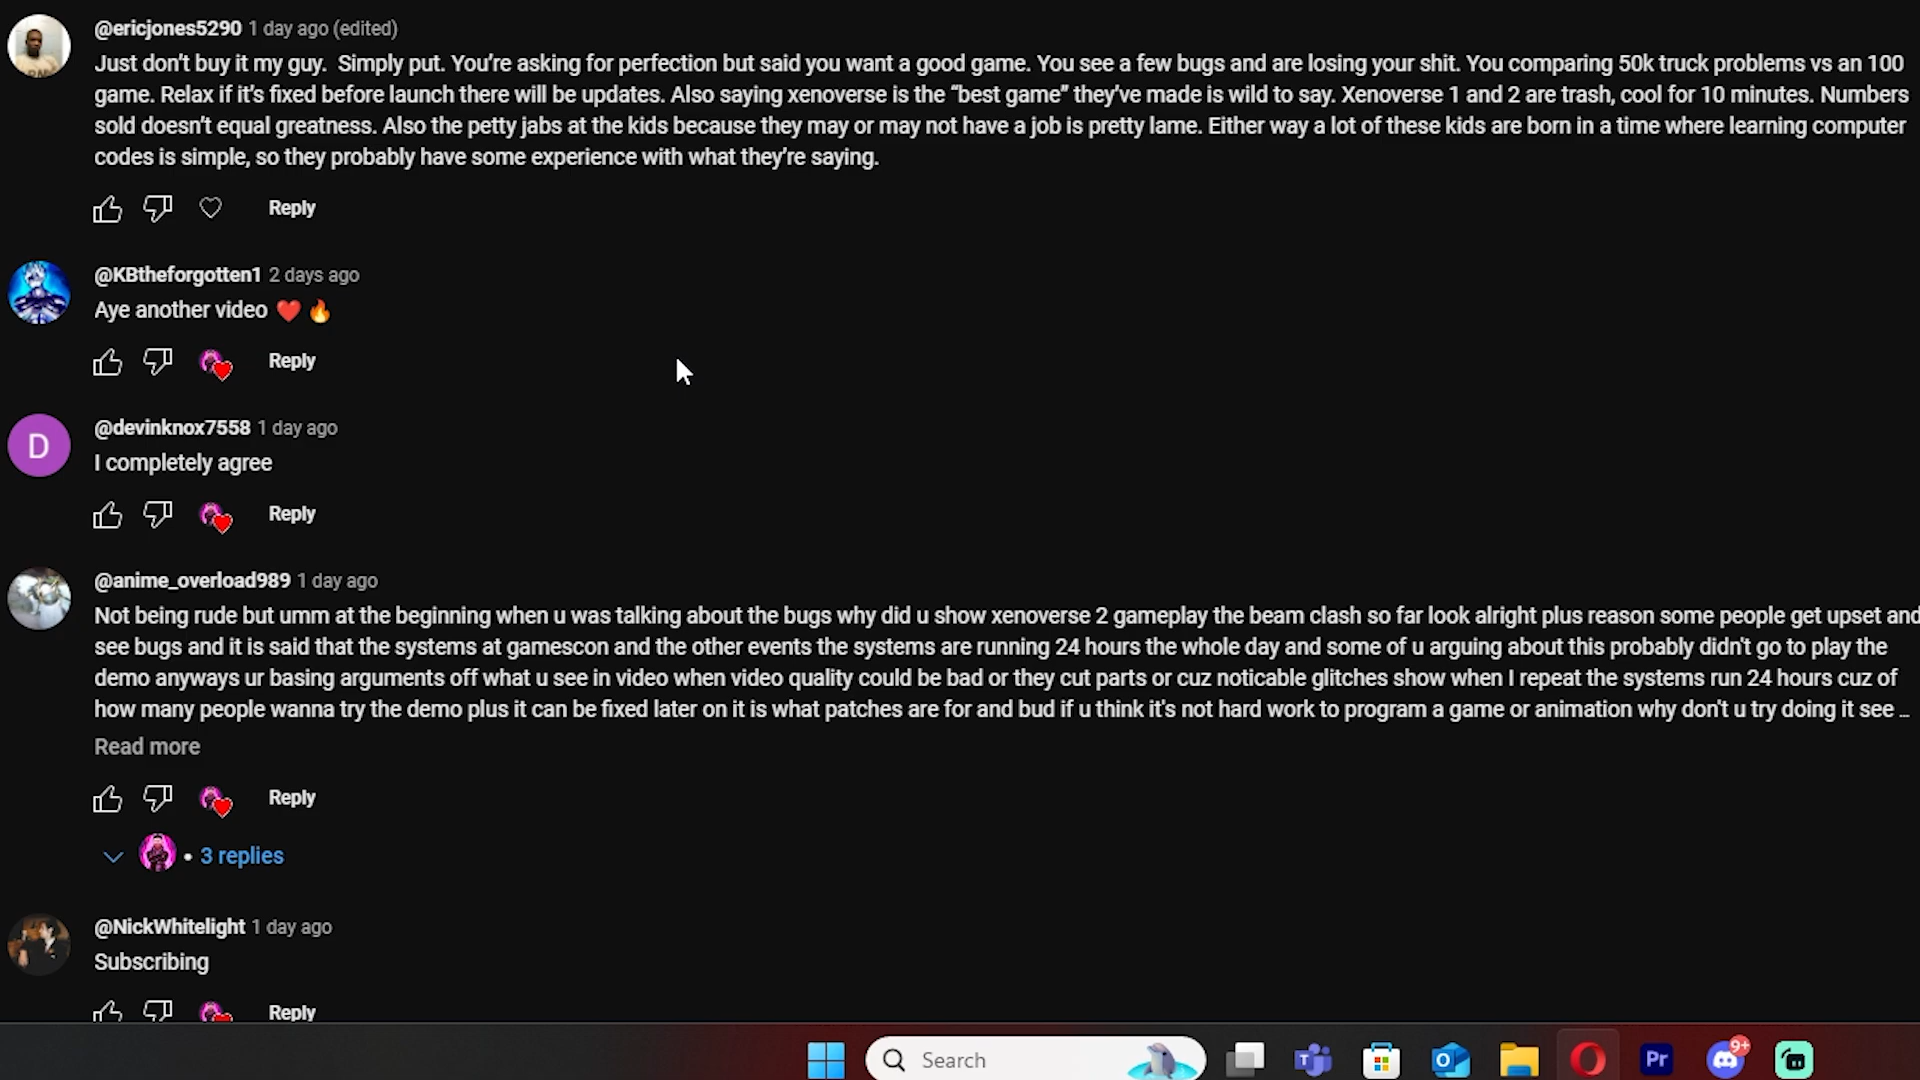 @ericjones5290 1 day ago (edited)
Just don't buy it my guy.  Simply put. You're asking for perfection but said you want a good game. You see a few bugs and are losing your shit. You comparing 50k truck problems vs an 100
game. Relax if it's fixed before launch there will be updates. Also saying xenoverse is the “best game” they've made is wild to say. Xenoverse 1 and 2 are trash, cool for 10 minutes. Numbers
sold doesn't equal greatness. Also the petty jabs at the kids because they may or may not have a job is pretty lame. Either way a lot of these kids are born in a time where learning computer
codes is simple, so they probably have some experience with what they're saying.
Reply
@KBtheforgotten1 2 days ago
Aye another video ❤️ 🔥
Reply
D
@devinknox7558 1 day ago
I completely agree
Reply
@anime_overload989 1 day ago
Not being rude but umm at the beginning when u was talking about the bugs why did u show xenoverse 2 gameplay the beam clash so far look alright plus reason some people get upset and
see bugs and it is said that the systems at gamescon and the other events the systems are running 24 hours the whole day and some of u arguing about this probably didn't go to play the
demo anyways ur basing arguments off what u see in video when video quality could be bad or they cut parts or cuz noticable glitches show when I repeat the systems run 24 hours cuz of
how many people wanna try the demo plus it can be fixed later on it is what patches are for and bud if u think it's not hard work to program a game or animation why don't u try doing it see ...
Read more
Reply
• 3 replies
@NickWhitelight 1 day ago
Subscribing
Reply
Search
T
O
Pr
9+